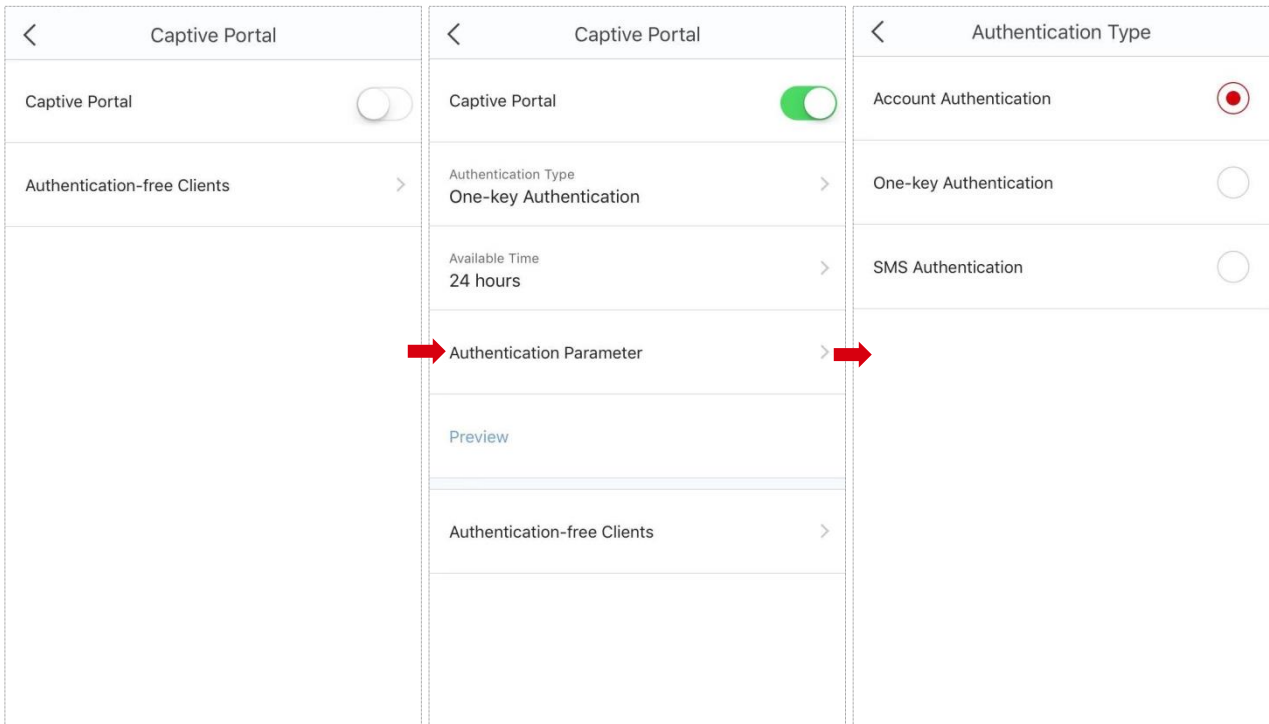 Captive Portal
Captive Portal
Authentication-free Clients
Captive Portal
Captive Portal
Authentication Type
One-key Authentication
Available Time
24 hours
Authentication Parameter
Preview
Authentication-free Clients
Authentication Type
Account Authentication
One-key Authentication
SMS Authentication